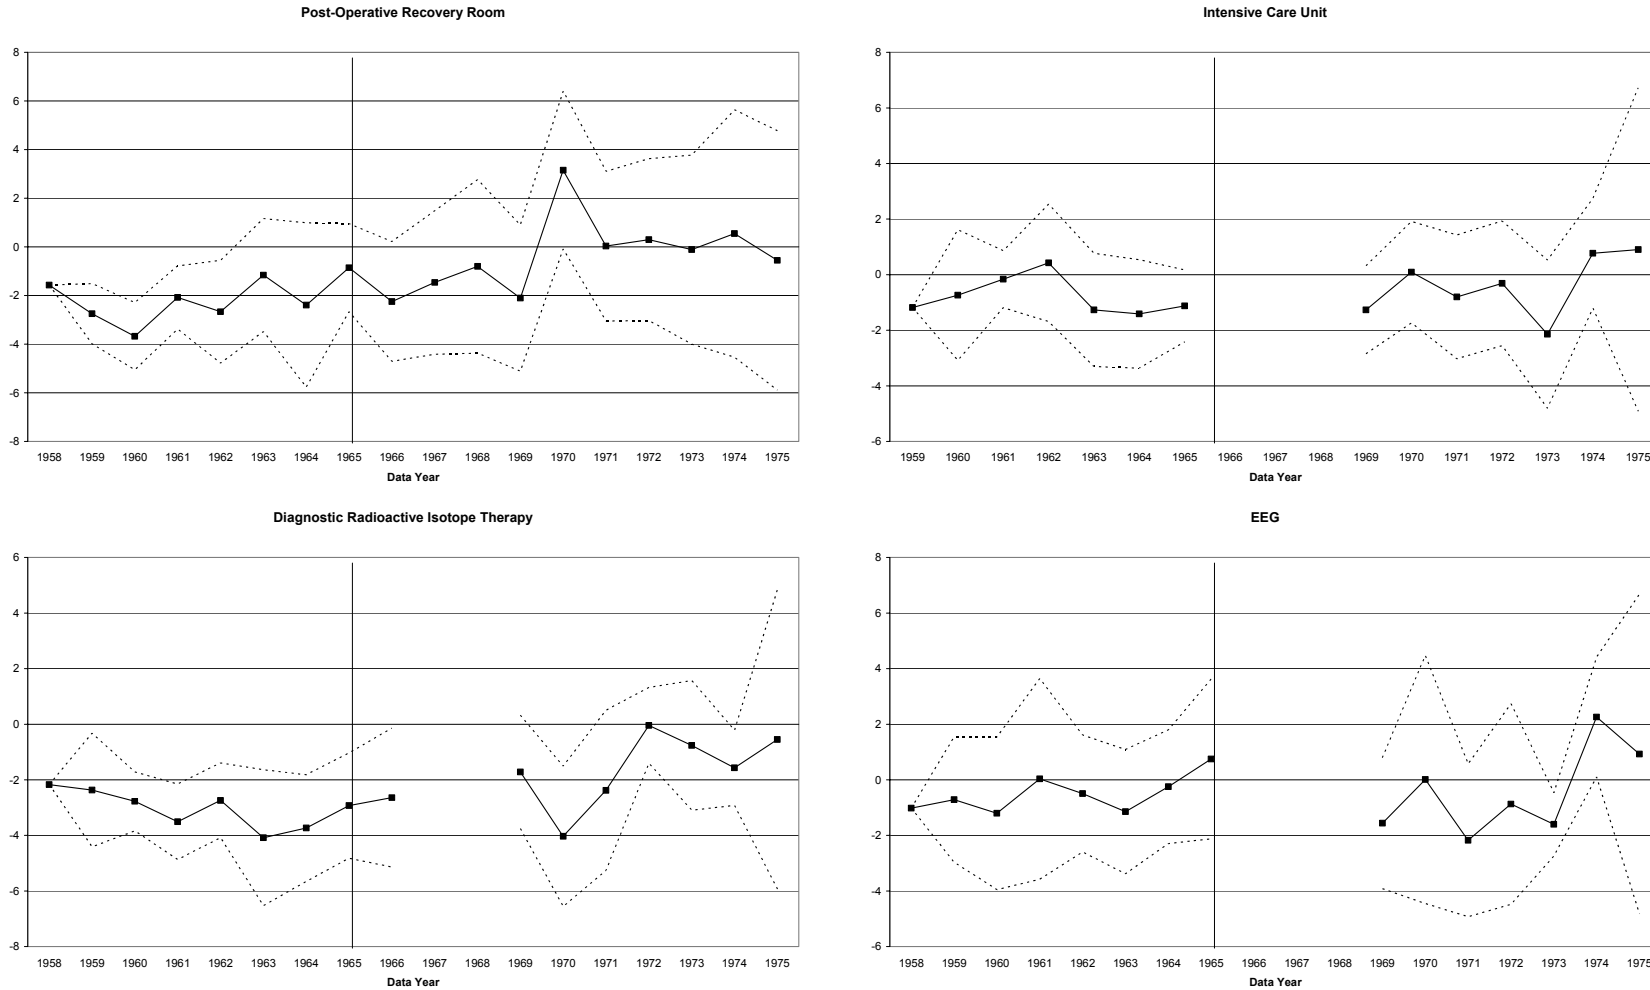 Post-Operative Recovery Room
8
6
4
2
0
-2
-4
-6
-8
1958 1959 1960 1961 1962 1963 1964 1965 1966 1967 1968 1969 1970 1971 1972 1973 1974 1975
Data Year
Intensive Care Unit
8
6
4
2
0
-2
-4
-6
1959 1960 1961 1962 1963 1964 1965 1966 1967 1968 1969 1970 1971 1972 1973 1974 1975
Data Year
Diagnostic Radioactive Isotope Therapy
6
4
2
0
-2
-4
-6
-8
1958 1959 1960 1961 1962 1963 1964 1965 1966 1967 1968 1969 1970 1971 1972 1973 1974 1975
Data Year
EEG
8
6
4
2
0
-2
-4
-6
1958 1959 1960 1961 1962 1963 1964 1965 1966 1967 1968 1969 1970 1971 1972 1973 1974 1975
Data Year